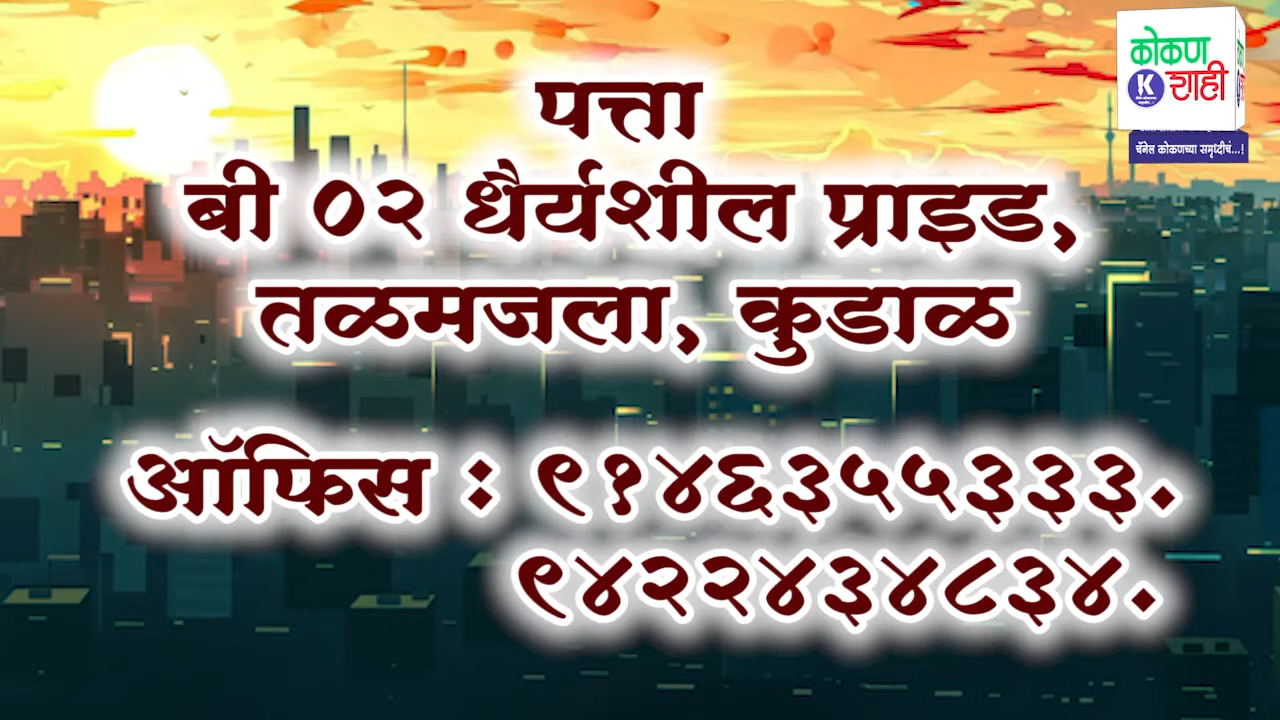 पत्ता
बी ०२ धैर्यशील प्राइड,
तळमजला, कुडाळ
ऑफिस : ९१४६३५५३३३.
९४२२४३४८३४.
कोकण
K शाही
चॅनेल कोकणच्या समृध्दीचं...!